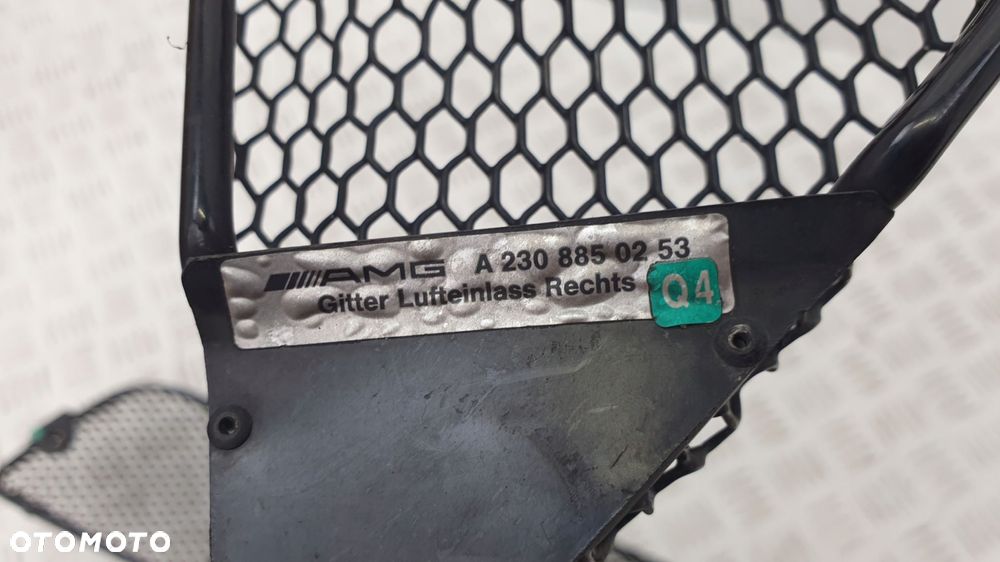 AMG A 230 885 02 53
Gitter Lufteinlass Rechts Q4
OTOMOTO